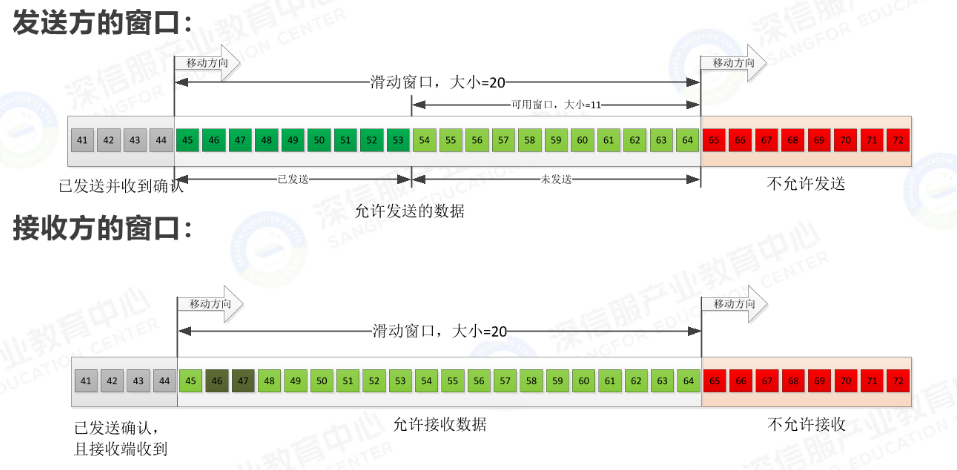 发送方的窗口：
移动方向
移动方向
滑动窗口，大小=20
可用窗口，大小=11
41 42 43 44 45 46 47 48 49 50 51 52 53 54 55 56 57 58 59 60 61 62 63 64 65 66 67 68 69 70 71 72
已发送并收到确认
已发送
未发送
不允许发送
允许发送的数据
接收方的窗口：
移动方向
移动方向
滑动窗口，大小=20
41 42 43 44 45 46 47 48 49 50 51 52 53 54 55 56 57 58 59 60 61 62 63 64 65 66 67 68 69 70 71 72
已发送确认，
且接收端收到
允许接收数据
不允许接收
深信服产业教育中心
SANGFOR EDUCATION CENTER